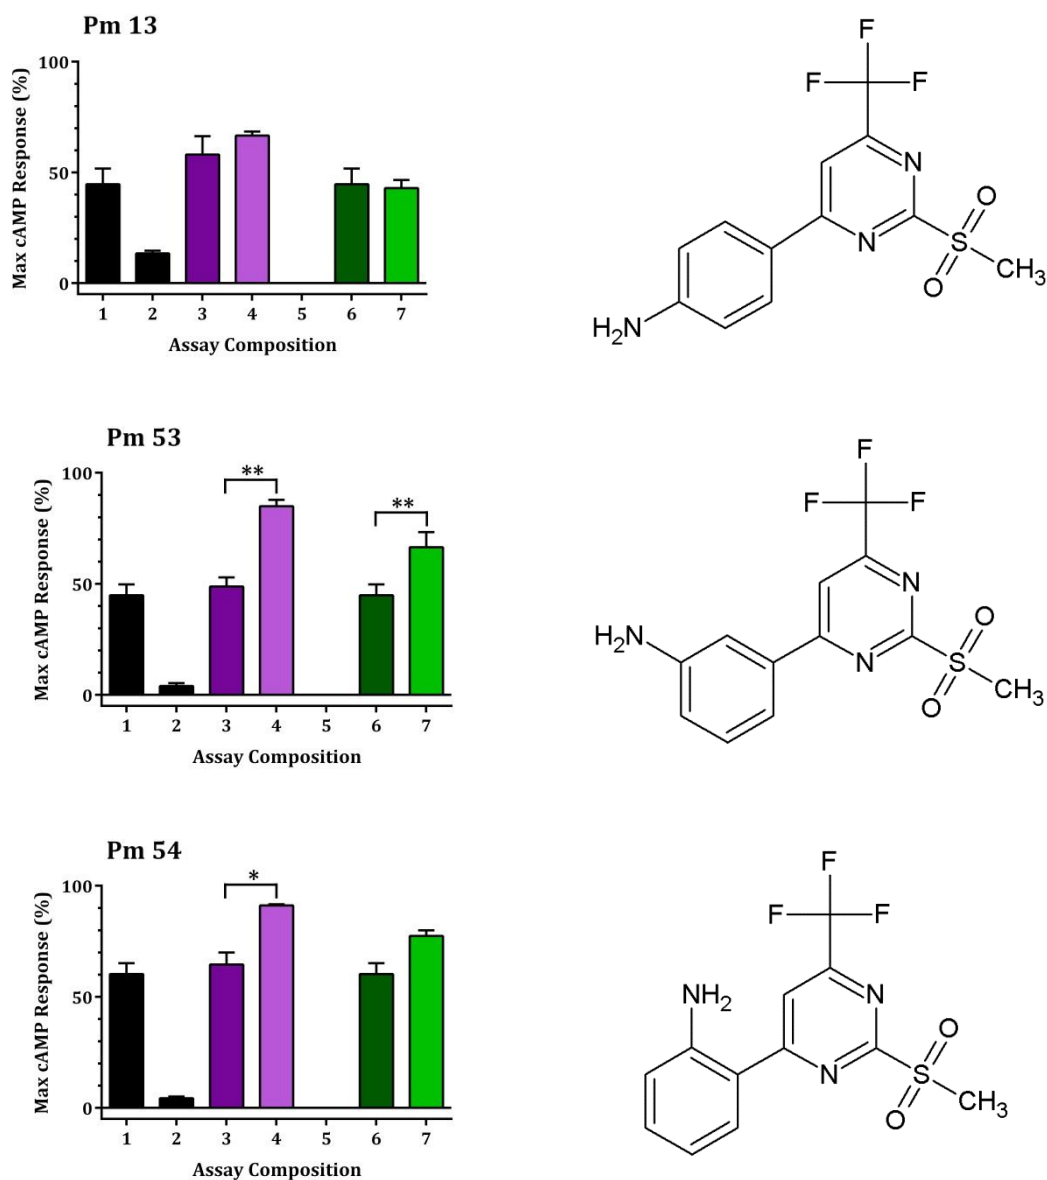 Pm 13
Max cAMP Response (%)
100
50
0
1 2 3 4 5 6 7
Assay Composition
F
F F
N
N
O
S
O
CH3
H2N
Pm 53
Max cAMP Response (%)
100
50
0
**
**
1 2 3 4 5 6 7
Assay Composition
F
F F
N
N
O
S
O
CH3
H2N
Pm 54
Max cAMP Response (%)
100
50
0
*
1 2 3 4 5 6 7
Assay Composition
F
F F
NH2
N
N
O
S
O
CH3